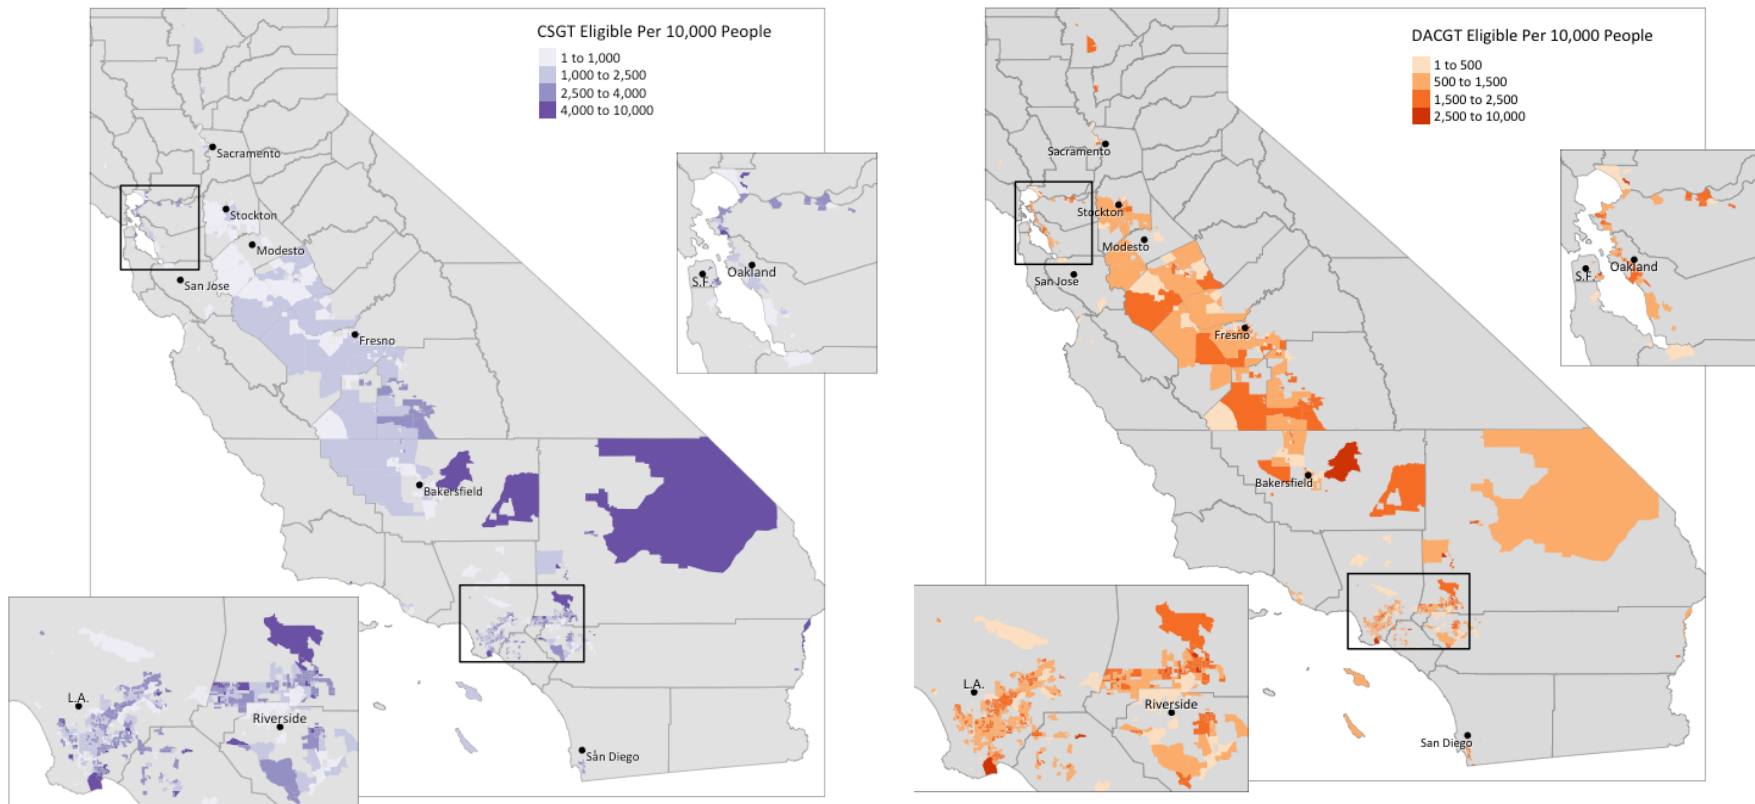 CSGT Eligible Per 10,000 People
1 to 1,000
1,000 to 2,500
2,500 to 4,000
4,000 to 10,000
Sacramento
Stockton
Modesto
San Jose
Fresno
Bakersfield
San Diego
S.F.
Oakland
L.A.
Riverside
DACGT Eligible Per 10,000 People
1 to 500
500 to 1,500
1,500 to 2,500
2,500 to 10,000
Sacramento
Stockton
Modesto
San Jose
Fresno
Bakersfield
San Diego
Oakland
S.F.
L.A.
Riverside